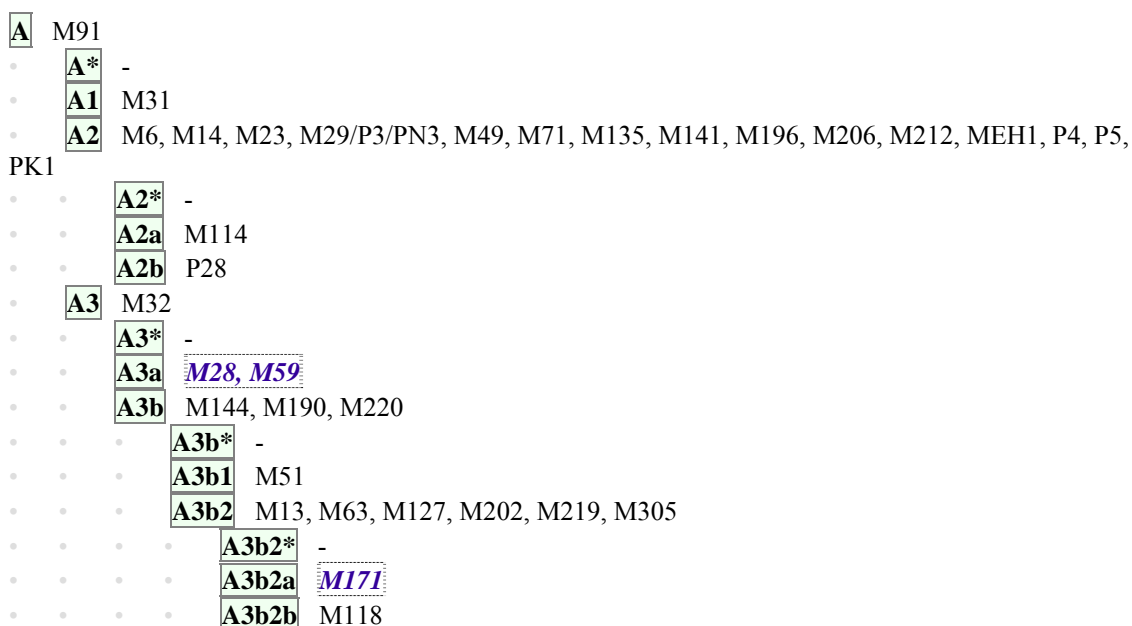 A M91
A* -
A1 M31
A2 M6, M14, M23, M29/P3/PN3, M49, M71, M135, M141, M196, M206, M212, MEH1, P4, P5,
PK1
A2* -
A2a M114
A2b P28
A3 M32
A3* -
A3a M28, M59
A3b M144, M190, M220
A3b* -
A3b1 M51
A3b2 M13, M63, M127, M202, M219, M305
A3b2* -
A3b2a M171
A3b2b M118